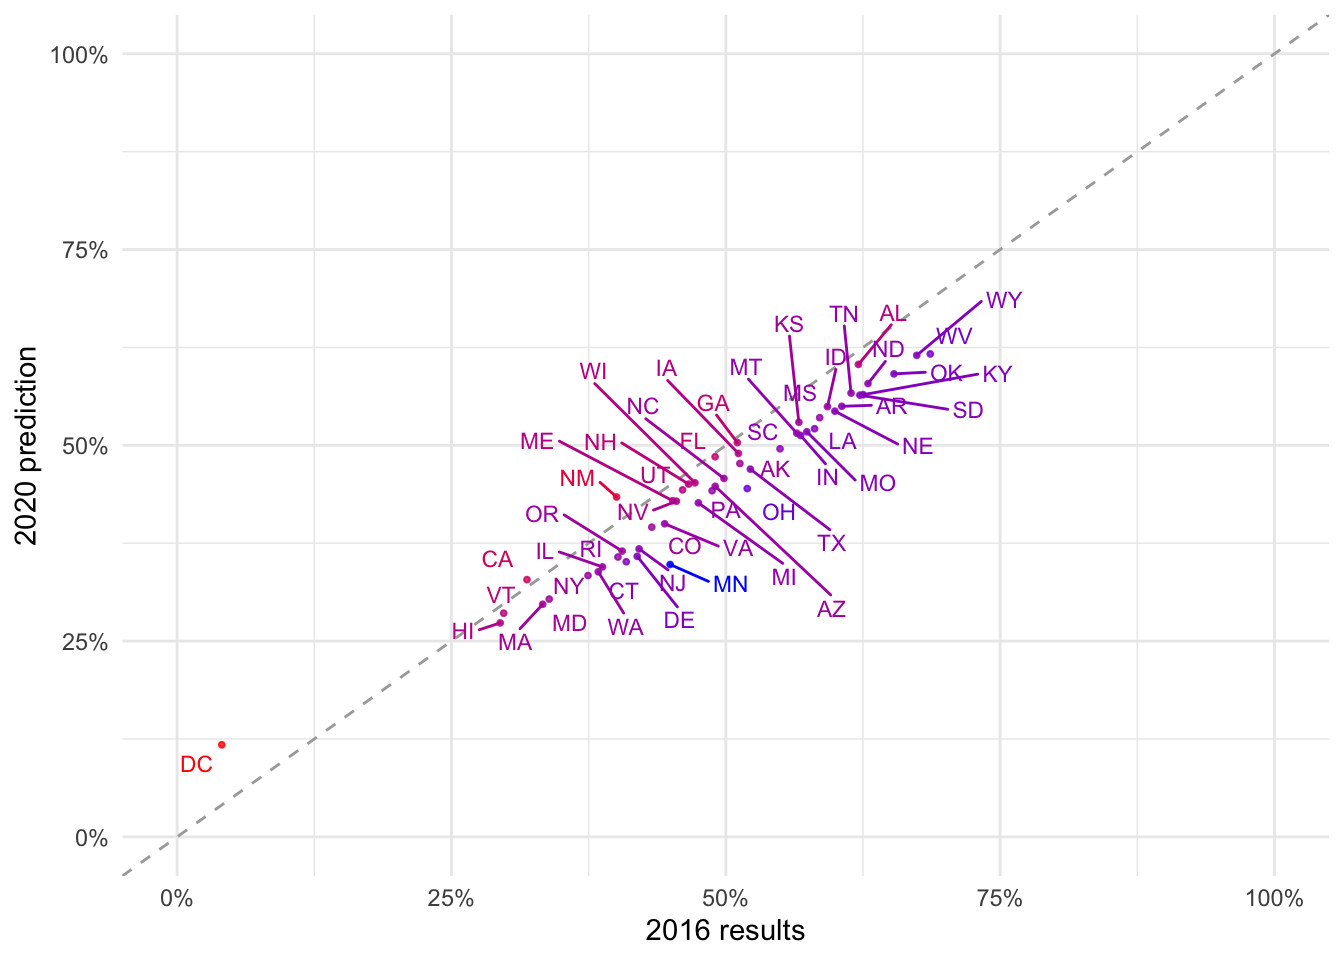 100%
WY
TN
AL
KS
WV
ND
ID
IA
MT
WI
OK
KY
75%
MS
NC
GA
AR
SD
SC
FL
LA
NE
50%
ME
NH
UT
AK
IN
MO
NM
NV
PA
OH
OR
RI
CO
VA
TX
IL
CA
NY
CT
NJ
MN
MI
VT
AZ
DE
HI
MA
MD
WA
25%
DC
0%
2020 prediction
0%
25%
50%
75%
100%
2016 results